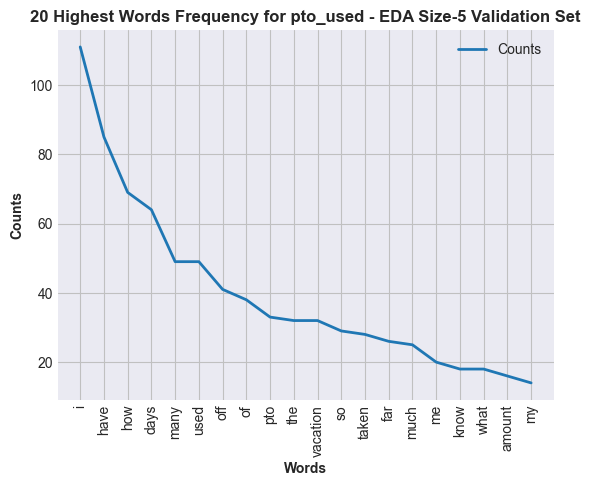 20 Highest Words Frequency for pto_used - EDA Size-5 Validation Set
Counts
100
80
60
40
20
Counts
i
have
how
days
many
used
off
of
pto
the
vacation
so
taken
far
much
me
know
what
amount
my
Words